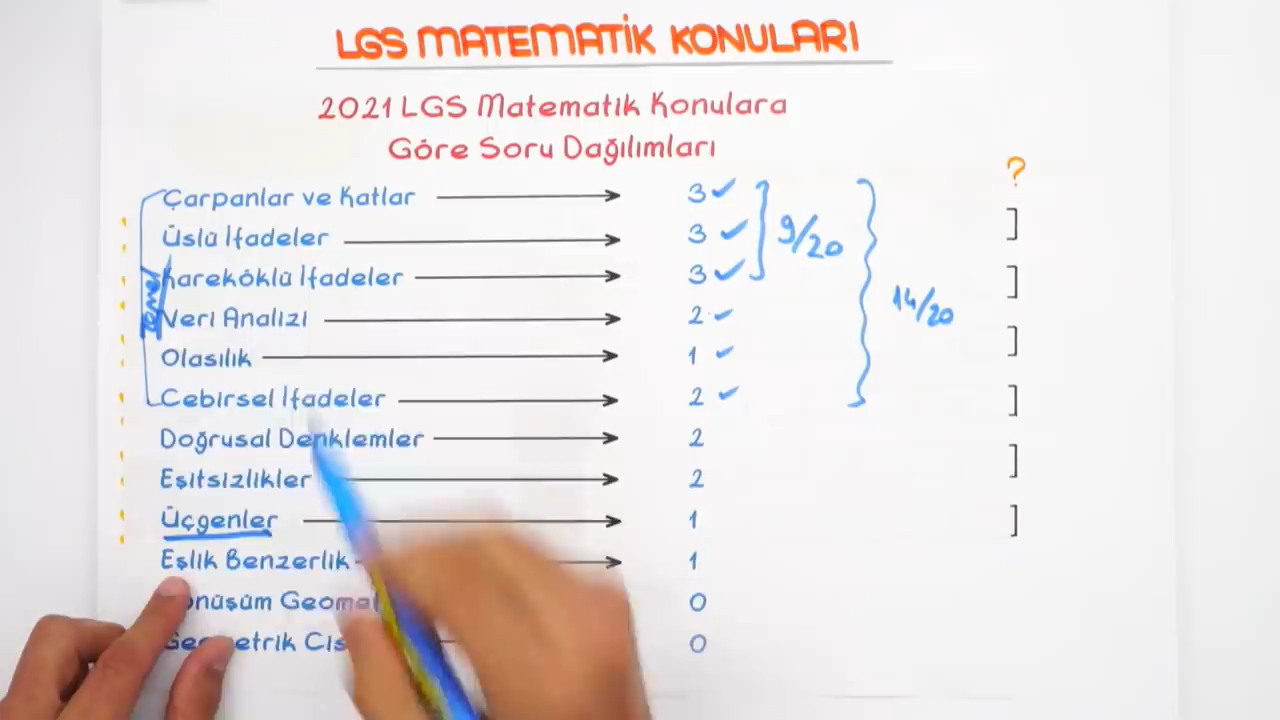 LGS MATEMATİK KONULARI
2021 LGS Matematik Konulara
Göre Soru Dağılımları
?
Çarpanlar ve Katlar 3
Üslü İfadeler 3
9/20
Kareköklü İfadeler 3
Veri Analizi 2
14/20
Olasılık 1
Cebirsel İfadeler 2
Doğrusal Denklemler 2
Eşitsizlikler 2
Üçgenler 1
Eşlik Benzerlik 1
0
0